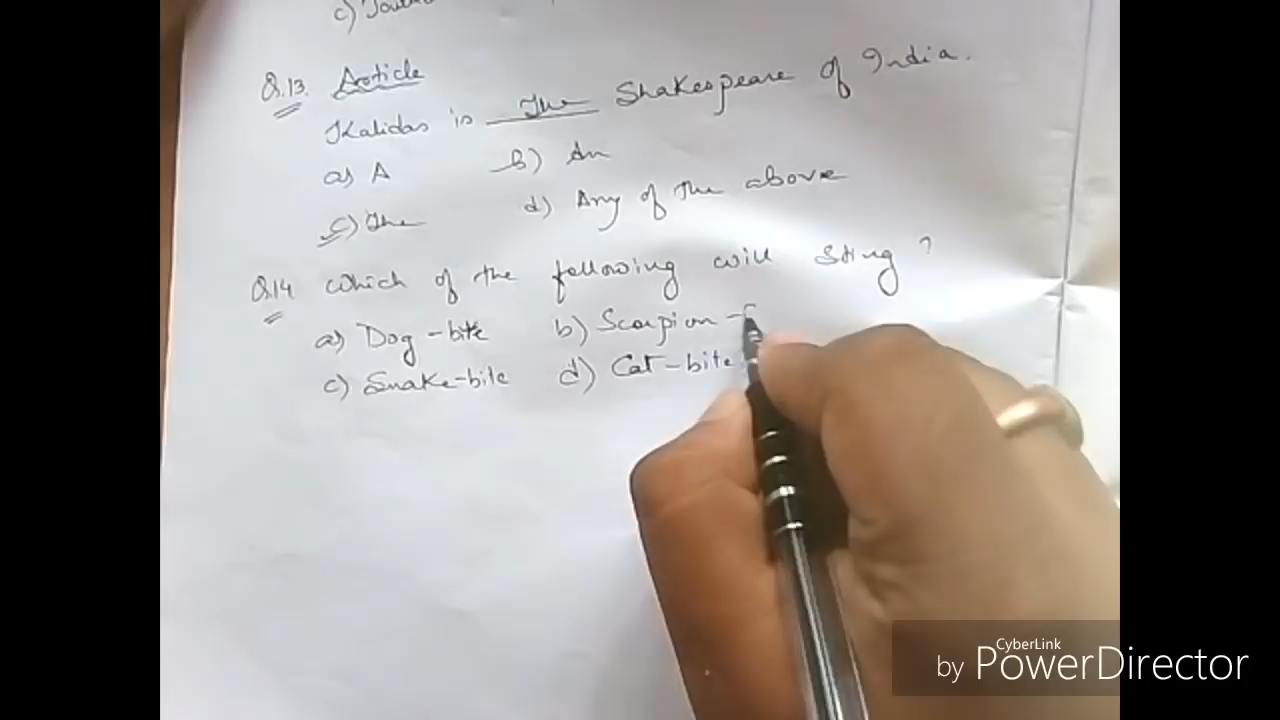 c)
Q.13. Article
Kalidas is The Shakespeare of India.
a) A b) An
c) The d) Any of the above
Q.14 Which of the following will Sting ?
a) Dog - bite b) Scorpion - S
c) Snake - bite d) Cat - bite
CyberLink
by PowerDirector